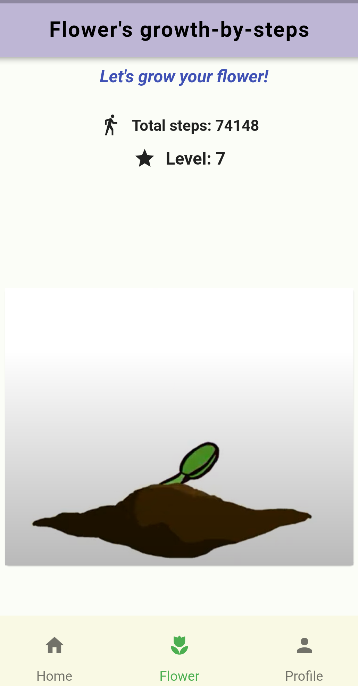 Flower's growth-by-steps
Let's grow your flower!
Total steps: 74148
Level: 7
Home
Flower
Profile